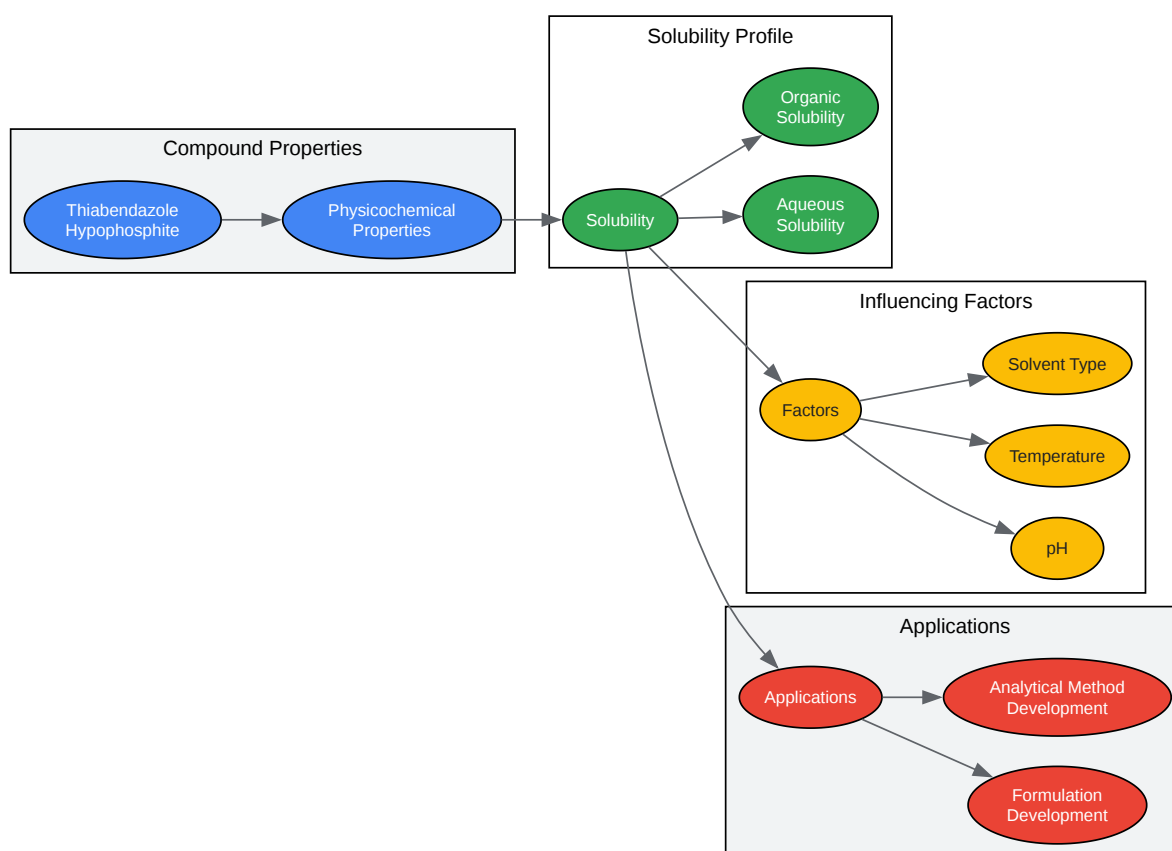 Solubility Profile
Organic
Solubility
Compound Properties
Thiabendazole
Hypophosphite
Physicochemical
Properties
Solubility
Aqueous
Solubility
Influencing Factors
Solvent Type
Factors
Temperature
pH
Applications
Applications
Analytical Method
Development
Formulation
Development